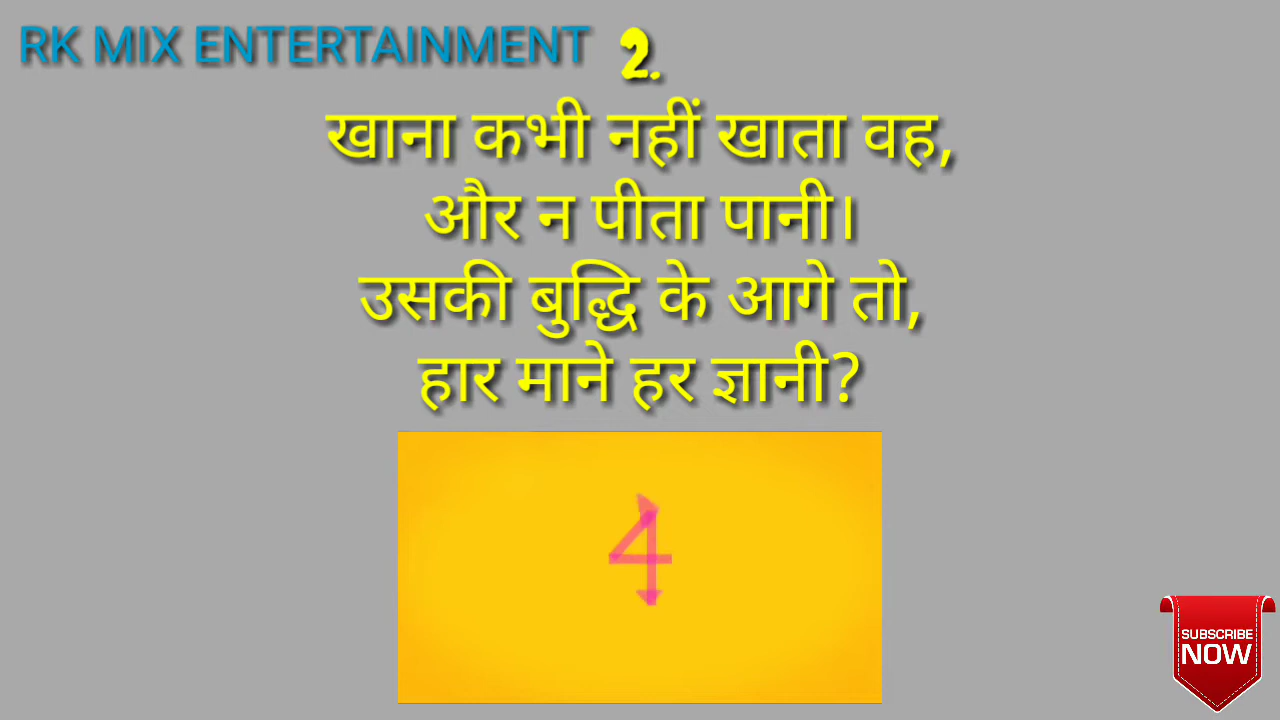 RK MIX ENTERTAINMENT
2.
खाना कभी नहीं खाता वह,
और न पीता पानी।
उसकी बुद्धि के आगे तो,
हार माने हर ज्ञानी?
4
SUBSCRIBE
NOW